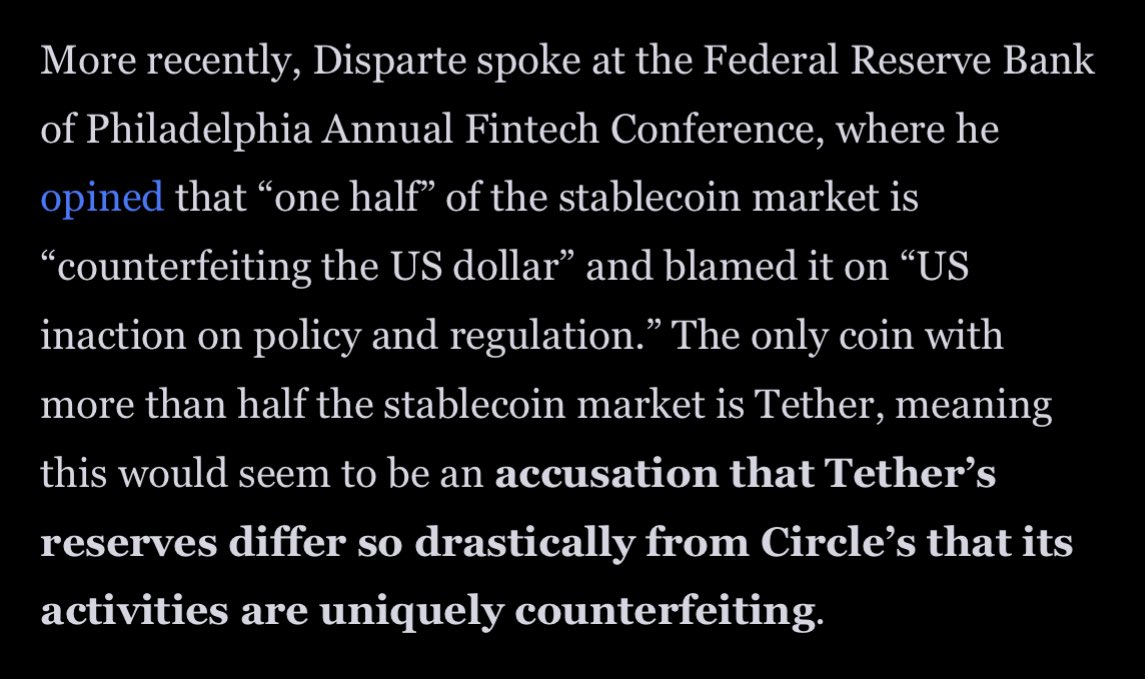 More recently, Disparte spoke at the Federal Reserve Bank
of Philadelphia Annual Fintech Conference, where he
opined that “one half” of the stablecoin market is
“counterfeiting the US dollar” and blamed it on “US
inaction on policy and regulation.” The only coin with
more than half the stablecoin market is Tether, meaning
this would seem to be an accusation that Tether’s
reserves differ so drastically from Circle’s that its
activities are uniquely counterfeiting.